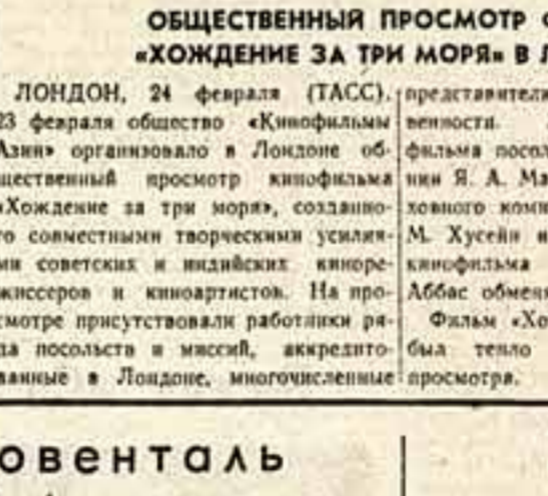 ОБЩЕСТВЕННЫЙ ПРОСМОТР
«ХОЖДЕНИЕ ЗА ТРИ МОРЯ» В
ЛОНДОН, 24 февраля (ТАСС).
23 февраля общество «Кинофильмы
Азии» организовало в Лондоне об-
щественный просмотр кинофильма
«Хождение за три моря», созданно-
го совместными творческими усилия-
ми советских и индийских киноре-
жиссеров и киноартистов. На про-
смотре присутствовали работники ря-
да посольств и миссий, аккредито-
ванные в Лондоне, многочисленные
представители
венности.
фильма посол
нии Я. А. Ма
ховного комис
М. Хусейн и
кинофильма
Аббас обмен
Фильм «Хо
был тепло
просмотра.
овенталь